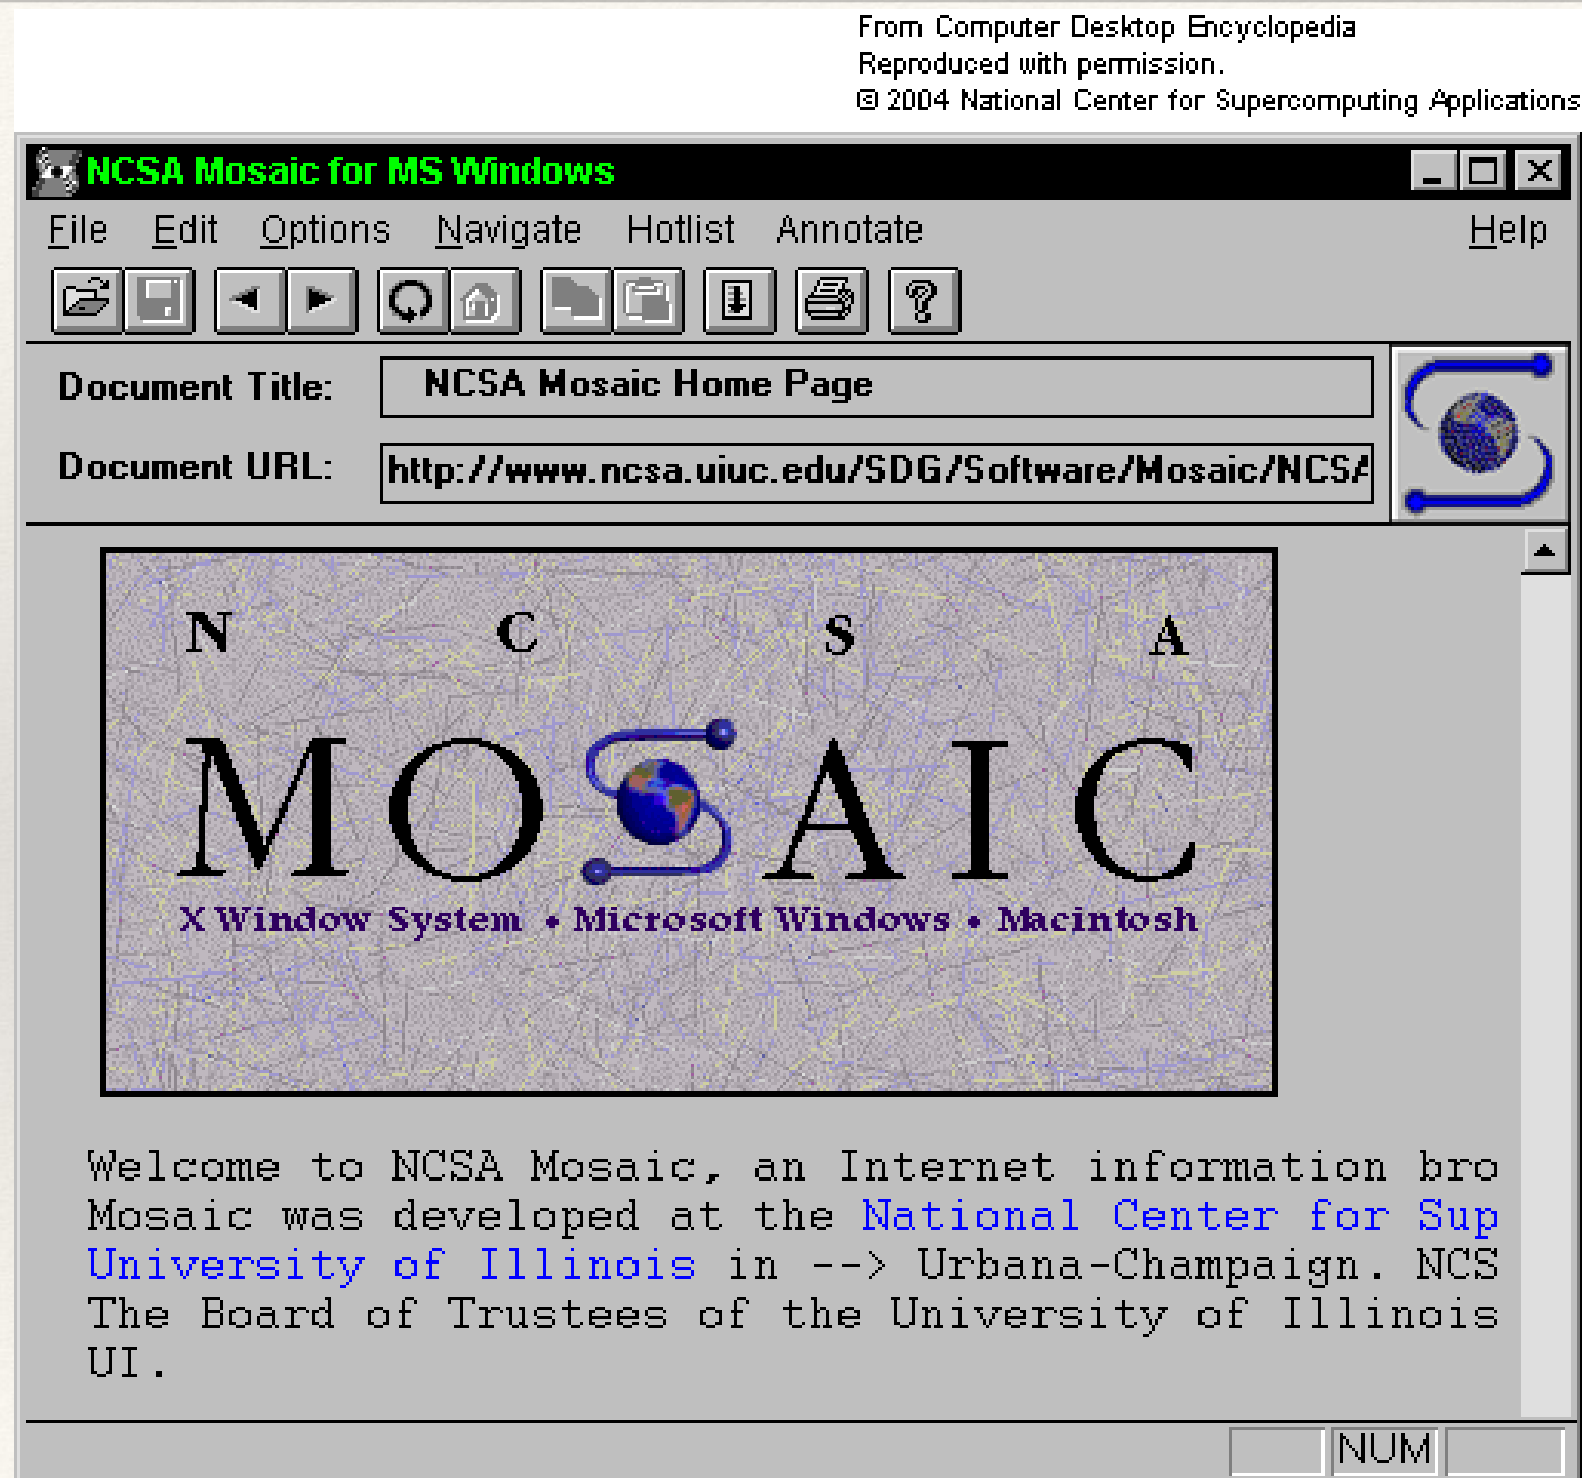 From Computer Desktop Encyclopedia
Reproduced with permission.
© 2004 National Center for Supercomputing Applications
NCSA Mosaic for MS Windows
File Edit Options Navigate Hotlist Annotate Help
Document Title: NCSA Mosaic Home Page
Document URL: http://www.ncsa.uiuc.edu/SDG/Software/Mosaic/NCSA
N C S A
MOSAIC
X Window System • Microsoft Windows • Macintosh
Welcome to NCSA Mosaic, an Internet information bro
Mosaic was developed at the National Center for Sup
University of Illinois in --> Urbana-Champaign. NCS
The Board of Trustees of the University of Illinois
UI.
NUM